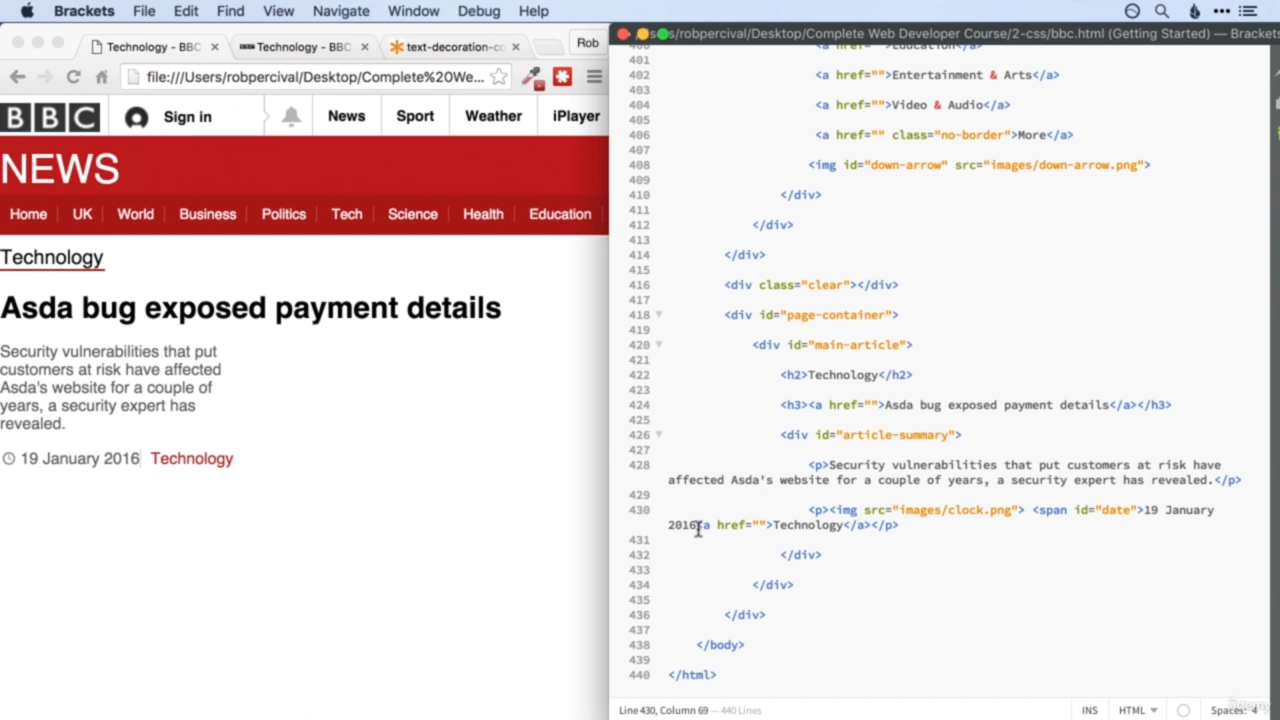 Brackets File Edit Find View Navigate Window Debug Help
Technology - BBC
Technology - BBC
text-decoration-co
Rob
file:///Users/robpercival/Desktop/Complete%20We...
s/robpercival/Desktop/Complete Web Developer Course/2-css/bbc.html (Getting Started) — Brackets
BBC Sign in News Sport Weather iPlayer
NEWS
Home UK World Business Politics Tech Science Health Education
Technology
Asda bug exposed payment details
Security vulnerabilities that put
customers at risk have affected
Asda's website for a couple of
years, a security expert has
revealed.
19 January 2016 Technology
401
402 <a href="">Entertainment & Arts</a>
403
404 <a href="">Video & Audio</a>
405
406 <a href="" class="no-border">More</a>
407
408 <img id="down-arrow" src="images/down-arrow.png">
409
410 </div>
411
412 </div>
413
414 </div>
415
416 <div class="clear"></div>
417
418 <div id="page-container">
419
420 <div id="main-article">
421
422 <h2>Technology</h2>
423
424 <h3><a href="">Asda bug exposed payment details</a></h3>
425
426 <div id="article-summary">
427
428 <p>Security vulnerabilities that put customers at risk have
affected Asda's website for a couple of years, a security expert has revealed.</p>
429
430 <p><img src="images/clock.png"> <span id="date">19 January
2016<a href="">Technology</a></p>
431
432 </div>
433
434 </div>
435
436 </div>
437
438 </body>
439
440 </html>
Line 430, Column 69 — 440 Lines
INS HTML Spaces: 4